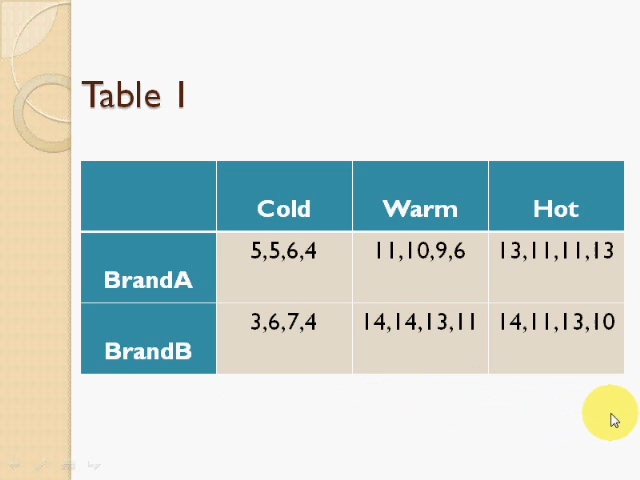 Table 1
Cold Warm Hot
BrandA 5,5,6,4 11,10,9,6 13,11,11,13
BrandB 3,6,7,4 14,14,13,11 14,11,13,10